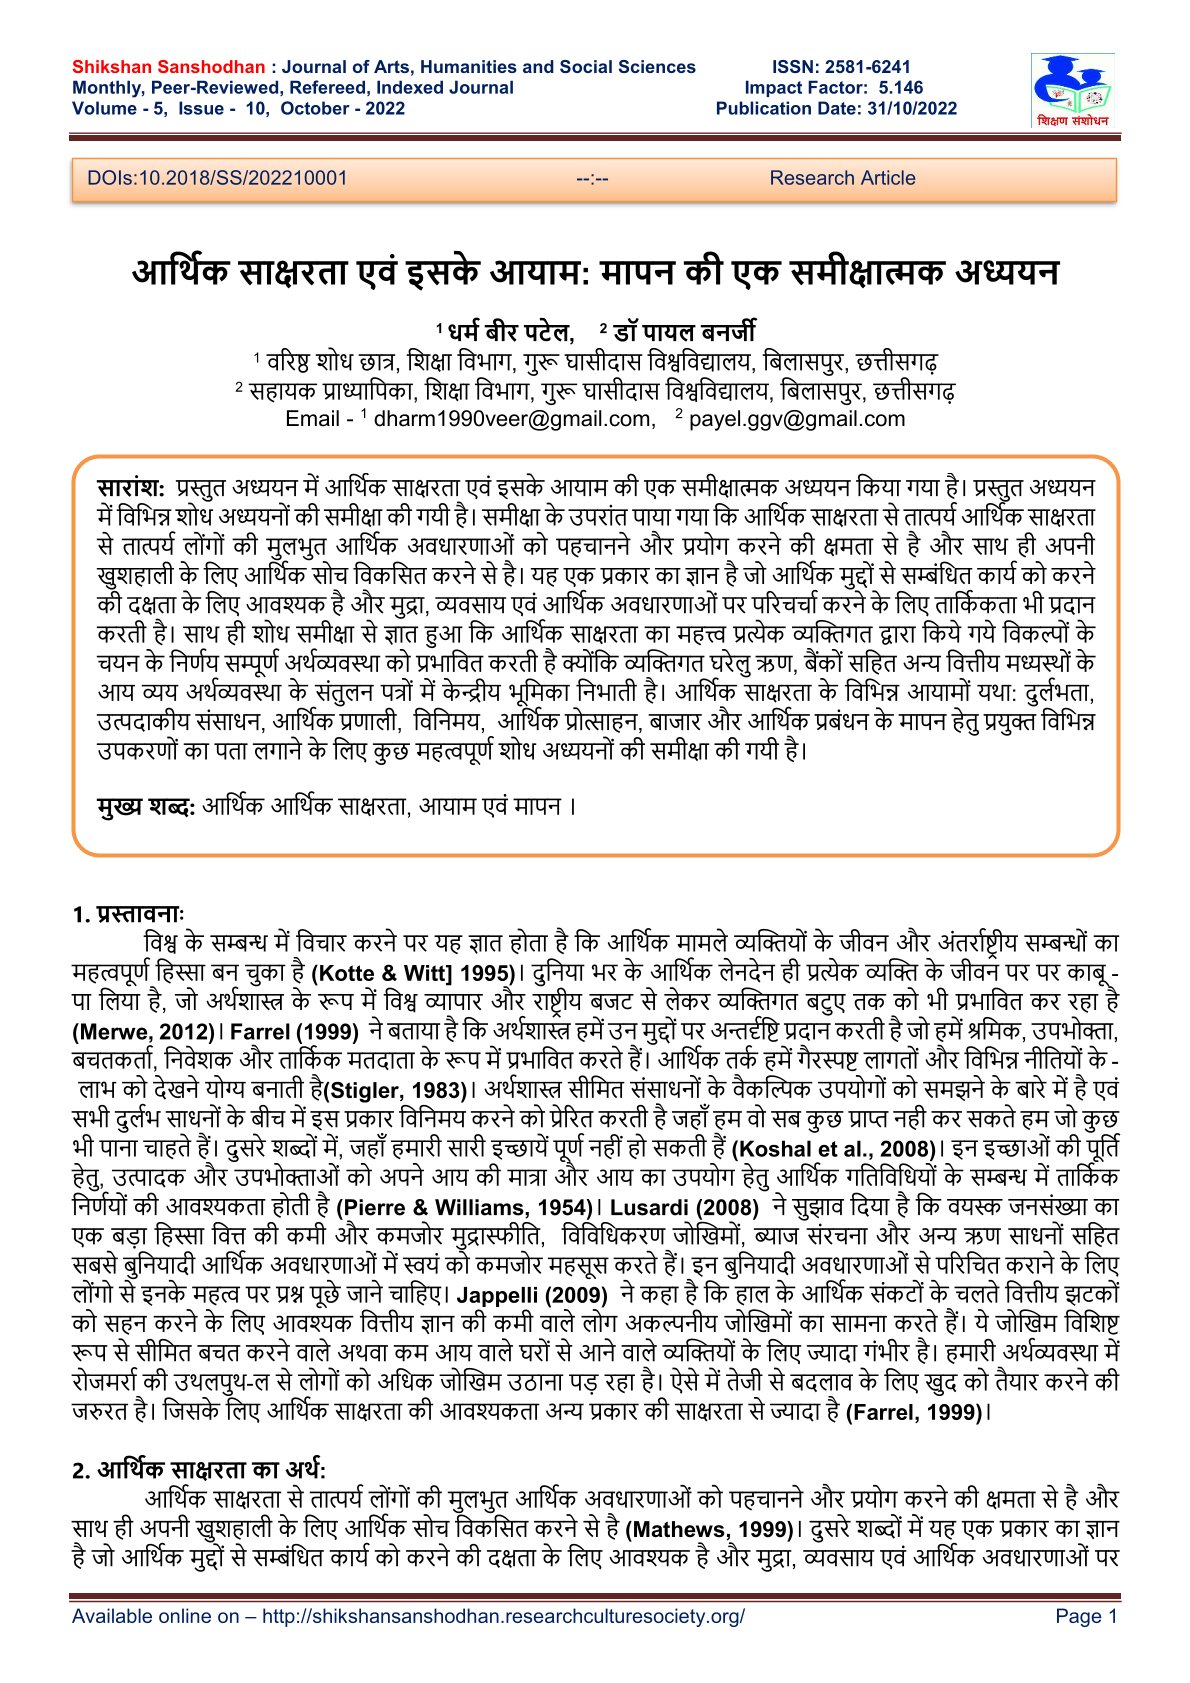 Shikshan Sanshodhan : Journal of Arts, Humanities and Social Sciences ISSN: 2581-6241
Monthly, Peer-Reviewed, Refereed, Indexed Journal Impact Factor: 5.146
Volume - 5, Issue - 10, October - 2022 Publication Date: 31/10/2022
शिक्षण संशोधन
DOIs:10.2018/SS/202210001 --:-- Research Article
आर्थिक साक्षरता एवं इसके आयाम: मापन की एक समीक्षात्मक अध्ययन
¹ धर्म बीर पटेल, ² डॉ पायल बनर्जी
¹ वरिष्ठ शोध छात्र, शिक्षा विभाग, गुरू घासीदास विश्वविद्यालय, बिलासपुर, छत्तीसगढ़
² सहायक प्राध्यापिका, शिक्षा विभाग, गुरू घासीदास विश्वविद्यालय, बिलासपुर, छत्तीसगढ़
Email - ¹ dharm1990veer@gmail.com, ² payel.ggv@gmail.com
सारांश: प्रस्तुत अध्ययन में आर्थिक साक्षरता एवं इसके आयाम की एक समीक्षात्मक अध्ययन किया गया है। प्रस्तुत अध्ययन
में विभिन्न शोध अध्ययनों की समीक्षा की गयी है। समीक्षा के उपरांत पाया गया कि आर्थिक साक्षरता से तात्पर्य आर्थिक साक्षरता
से तात्पर्य लोंगों की मुलभुत आर्थिक अवधारणाओं को पहचानने और प्रयोग करने की क्षमता से है और साथ ही अपनी
खुशहाली के लिए आर्थिक सोच विकसित करने से है। यह एक प्रकार का ज्ञान है जो आर्थिक मुद्दों से सम्बंधित कार्य को करने
की दक्षता के लिए आवश्यक है और मुद्रा, व्यवसाय एवं आर्थिक अवधारणाओं पर परिचर्चा करने के लिए तार्किकता भी प्रदान
करती है। साथ ही शोध समीक्षा से ज्ञात हुआ कि आर्थिक साक्षरता का महत्त्व प्रत्येक व्यक्तिगत द्वारा किये गये विकल्पों के
चयन के निर्णय सम्पूर्ण अर्थव्यवस्था को प्रभावित करती है क्योंकि व्यक्तिगत घरेलु ऋण, बैंकों सहित अन्य वित्तीय मध्यस्थों के
आय व्यय अर्थव्यवस्था के संतुलन पत्रों में केन्द्रीय भूमिका निभाती है। आर्थिक साक्षरता के विभिन्न आयामों यथा: दुर्लभता,
उत्पदाकीय संसाधन, आर्थिक प्रणाली, विनिमय, आर्थिक प्रोत्साहन, बाजार और आर्थिक प्रबंधन के मापन हेतु प्रयुक्त विभिन्न
उपकरणों का पता लगाने के लिए कुछ महत्वपूर्ण शोध अध्ययनों की समीक्षा की गयी है।
मुख्य शब्द: आर्थिक आर्थिक साक्षरता, आयाम एवं मापन ।
1. प्रस्तावनाः
विश्व के सम्बन्ध में विचार करने पर यह ज्ञात होता है कि आर्थिक मामले व्यक्तियों के जीवन और अंतर्राष्ट्रीय सम्बन्धों का
महत्वपूर्ण हिस्सा बन चुका है (Kotte & Witt] 1995)। दुनिया भर के आर्थिक लेनदेन ही प्रत्येक व्यक्ति के जीवन पर पर काबू -
पा लिया है, जो अर्थशास्त्र के रूप में विश्व व्यापार और राष्ट्रीय बजट से लेकर व्यक्तिगत बटुए तक को भी प्रभावित कर रहा है
(Merwe, 2012)। Farrel (1999) ने बताया है कि अर्थशास्त्र हमें उन मुद्दों पर अन्तर्दृष्टि प्रदान करती है जो हमें श्रमिक, उपभोक्ता,
बचतकर्ता, निवेशक और तार्किक मतदाता के रूप में प्रभावित करते हैं। आर्थिक तर्क हमें गैरस्पष्ट लागतों और विभिन्न नीतियों के -
लाभ को देखने योग्य बनाती है(Stigler, 1983)। अर्थशास्त्र सीमित संसाधनों के वैकल्पिक उपयोगों को समझने के बारे में है एवं
सभी दुर्लभ साधनों के बीच में इस प्रकार विनिमय करने को प्रेरित करती है जहाँ हम वो सब कुछ प्राप्त नही कर सकते हम जो कुछ
भी पाना चाहते हैं। दुसरे शब्दों में, जहाँ हमारी सारी इच्छायें पूर्ण नहीं हो सकती हैं (Koshal et al., 2008)। इन इच्छाओं की पूर्ति
हेतु, उत्पादक और उपभोक्ताओं को अपने आय की मात्रा और आय का उपयोग हेतु आर्थिक गतिविधियों के सम्बन्ध में तार्किक
निर्णयों की आवश्यकता होती है (Pierre & Williams, 1954)। Lusardi (2008) ने सुझाव दिया है कि वयस्क जनसंख्या का
एक बड़ा हिस्सा वित्त की कमी और कमजोर मुद्रास्फीति, विविधिकरण जोखिमों, ब्याज संरचना और अन्य ऋण साधनों सहित
सबसे बुनियादी आर्थिक अवधारणाओं में स्वयं को कमजोर महसूस करते हैं। इन बुनियादी अवधारणाओं से परिचित कराने के लिए
लोंगो से इनके महत्व पर प्रश्न पूछे जाने चाहिए। Jappelli (2009) ने कहा है कि हाल के आर्थिक संकटों के चलते वित्तीय झटकों
को सहन करने के लिए आवश्यक वित्तीय ज्ञान की कमी वाले लोग अकल्पनीय जोखिमों का सामना करते हैं। ये जोखिम विशिष्ट
रूप से सीमित बचत करने वाले अथवा कम आय वाले घरों से आने वाले व्यक्तियों के लिए ज्यादा गंभीर है। हमारी अर्थव्यवस्था में
रोजमर्रा की उथलपुथ-ल से लोगों को अधिक जोखिम उठाना पड़ रहा है। ऐसे में तेजी से बदलाव के लिए खुद को तैयार करने की
जरुरत है। जिसके लिए आर्थिक साक्षरता की आवश्यकता अन्य प्रकार की साक्षरता से ज्यादा है (Farrel, 1999)।
2. आर्थिक साक्षरता का अर्थ:
आर्थिक साक्षरता से तात्पर्य लोंगों की मुलभुत आर्थिक अवधारणाओं को पहचानने और प्रयोग करने की क्षमता से है और
साथ ही अपनी खुशहाली के लिए आर्थिक सोच विकसित करने से है (Mathews, 1999)। दुसरे शब्दों में यह एक प्रकार का ज्ञान
है जो आर्थिक मुद्दों से सम्बंधित कार्य को करने की दक्षता के लिए आवश्यक है और मुद्रा, व्यवसाय एवं आर्थिक अवधारणाओं पर
Available online on – http://shikshansanshodhan.researchculturesociety.org/ Page 1